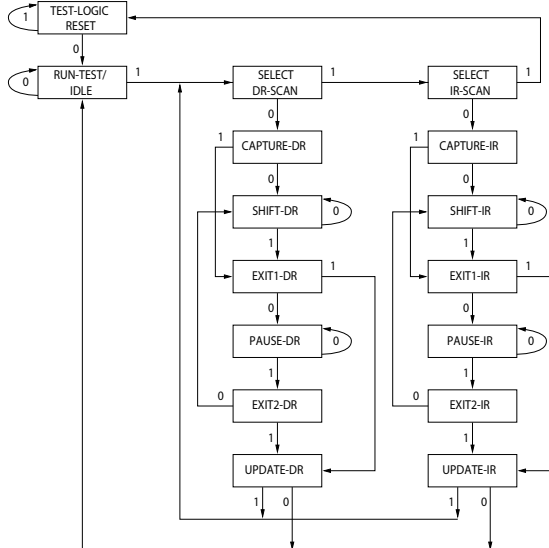 TEST-LOGIC
RESET
1
0
RUN-TEST/
IDLE
0
1
SELECT
DR-SCAN
1
SELECT
IR-SCAN
1
0
0
1
CAPTURE-DR
1
CAPTURE-IR
0
0
SHIFT-DR
0
SHIFT-IR
0
1
1
EXIT1-DR
1
EXIT1-IR
1
0
0
PAUSE-DR
0
PAUSE-IR
0
1
1
0
EXIT2-DR
0
EXIT2-IR
1
1
UPDATE-DR
UPDATE-IR
1
0
1
0